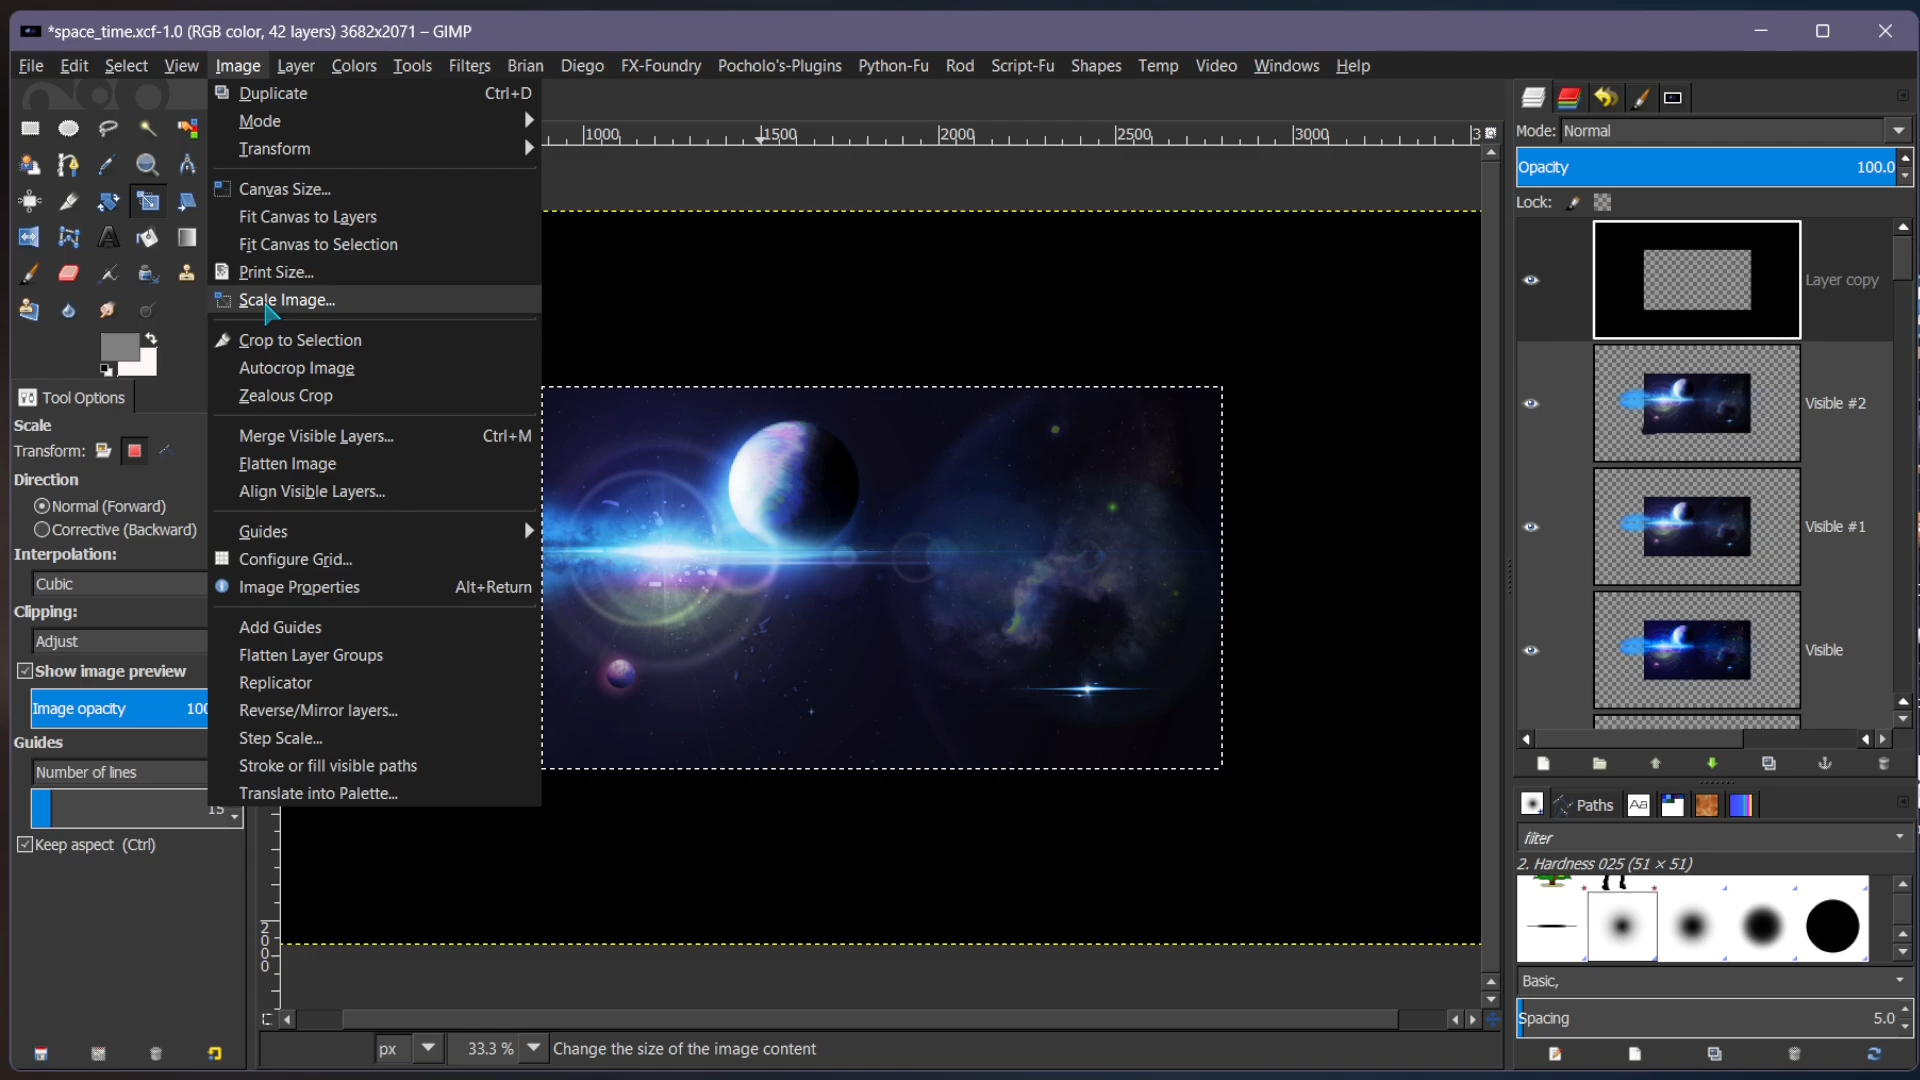 *space_time.xcf-1.0 (RGB color, 42 layers) 3682x2071 – GIMP
File Edit Select View Image Layer Colors Tools Filters Brian Diego FX-Foundry Pocholo's-Plugins Python-Fu Rod Script-Fu Shapes Temp Video Windows Help
Duplicate Ctrl+D
Mode
Transform
Canvas Size...
Fit Canvas to Layers
Fit Canvas to Selection
Print Size...
Scale Image...
Crop to Selection
Autocrop Image
Zealous Crop
Merge Visible Layers... Ctrl+M
Flatten Image
Align Visible Layers...
Guides
Configure Grid...
Image Properties Alt+Return
Add Guides
Flatten Layer Groups
Replicator
Reverse/Mirror layers...
Step Scale...
Stroke or fill visible paths
Translate into Palette...
Tool Options
Scale
Transform:
Direction
Normal (Forward)
Corrective (Backward)
Interpolation:
Cubic
Clipping:
Adjust
Show image preview
Image opacity 100
Guides
Number of lines
15
Keep aspect (Ctrl)
1000 1500 2000 2500 3000 3
2000
px 33.3 % Change the size of the image content
Mode: Normal
Opacity 100.0
Lock:
Layer copy
Visible #2
Visible #1
Visible
Paths Aa
filter
2. Hardness 025 (51 × 51)
Basic,
Spacing 5.0